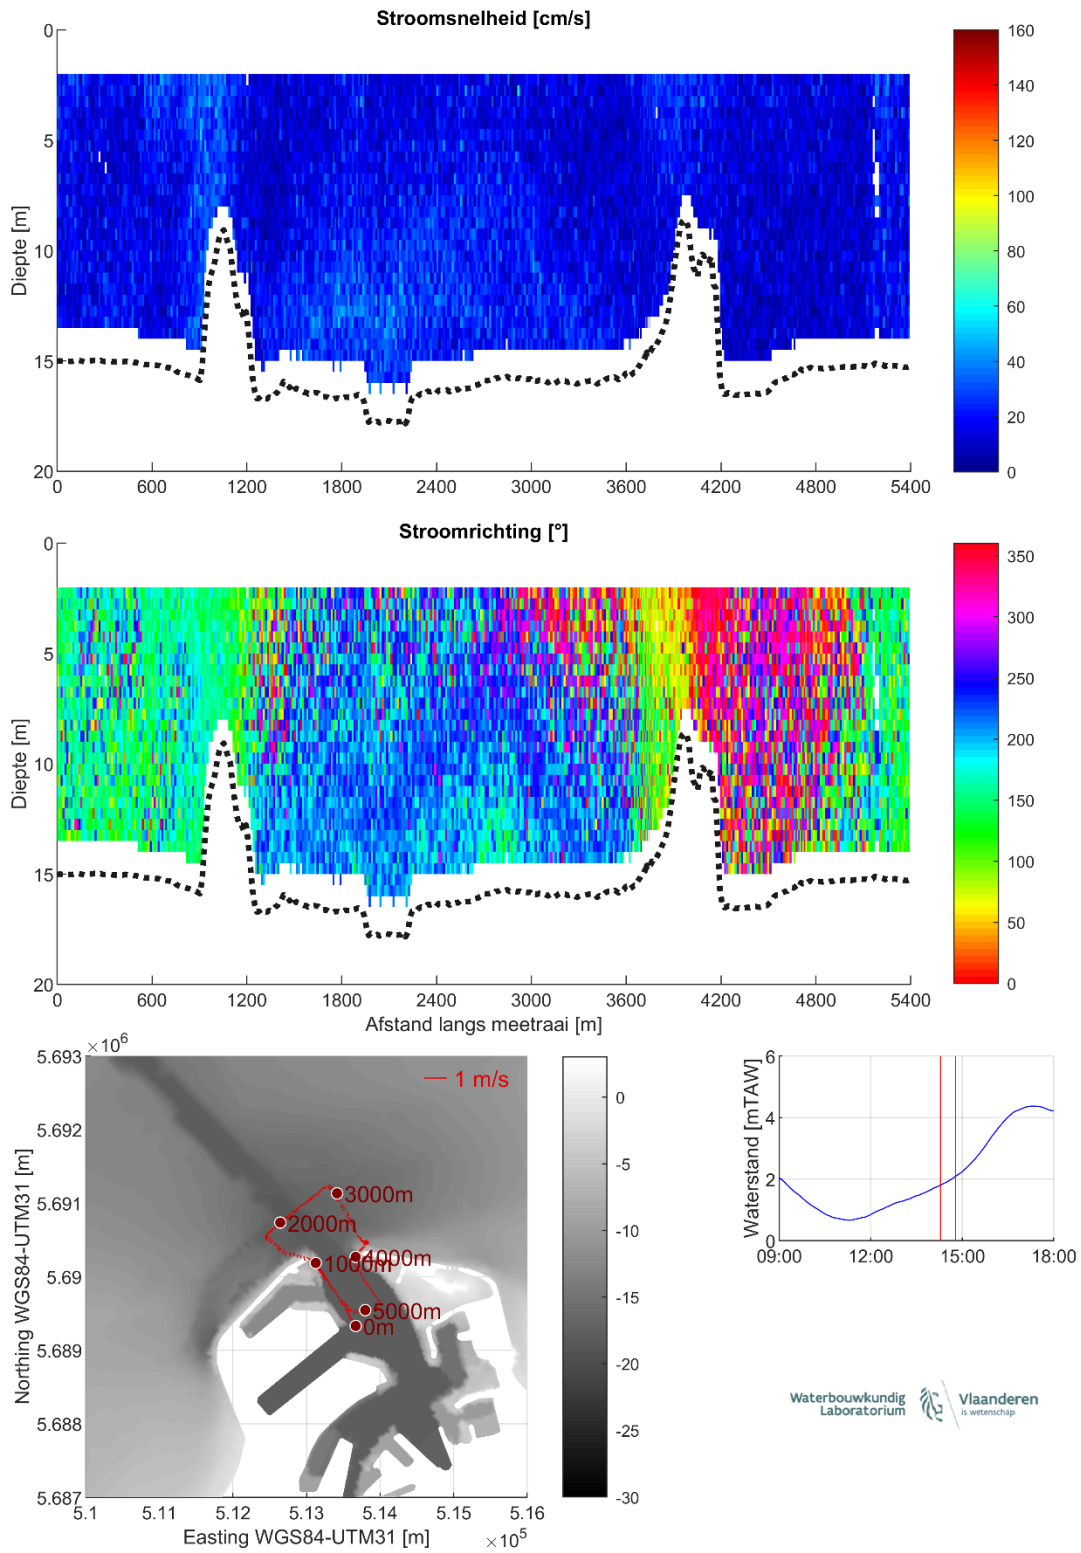 Stroomsnelheid [cm/s]
Diepte [m]
0
5
10
15
20
0 600 1200 1800 2400 3000 3600 4200 4800 5400
160
140
120
100
80
60
40
20
0
Stroomrichting [°]
Diepte [m]
0
5
10
15
20
0 600 1200 1800 2400 3000 3600 4200 4800 5400
Afstand langs meetraai [m]
350
300
250
200
150
100
50
0
×10⁶
5.693
5.692
5.691
5.69
5.689
5.688
5.687
Northing WGS84-UTM31 [m]
1 m/s
3000m
2000m
4000m
1000m
5000m
0m
5.1 5.12 5.13 5.14 5.15 5.16
Easting WGS84-UTM31 [m]
×10⁵
0
-5
-10
-15
-20
-25
-30
Waterstand [mTAW]
6
4
2
0
09:00 12:00 15:00 18:00
Waterbouwkundig
Laboratorium
Vlaanderen
is wetenschap